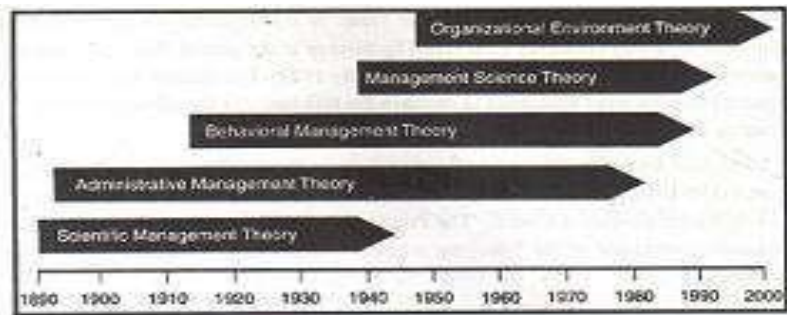 Organizational Environment Theory
Management Science Theory
Behavioral Management Theory
Administrative Management Theory
Scientific Management Theory
1890 1900 1910 1920 1930 1940 1950 1960 1970 1980 1990 2000